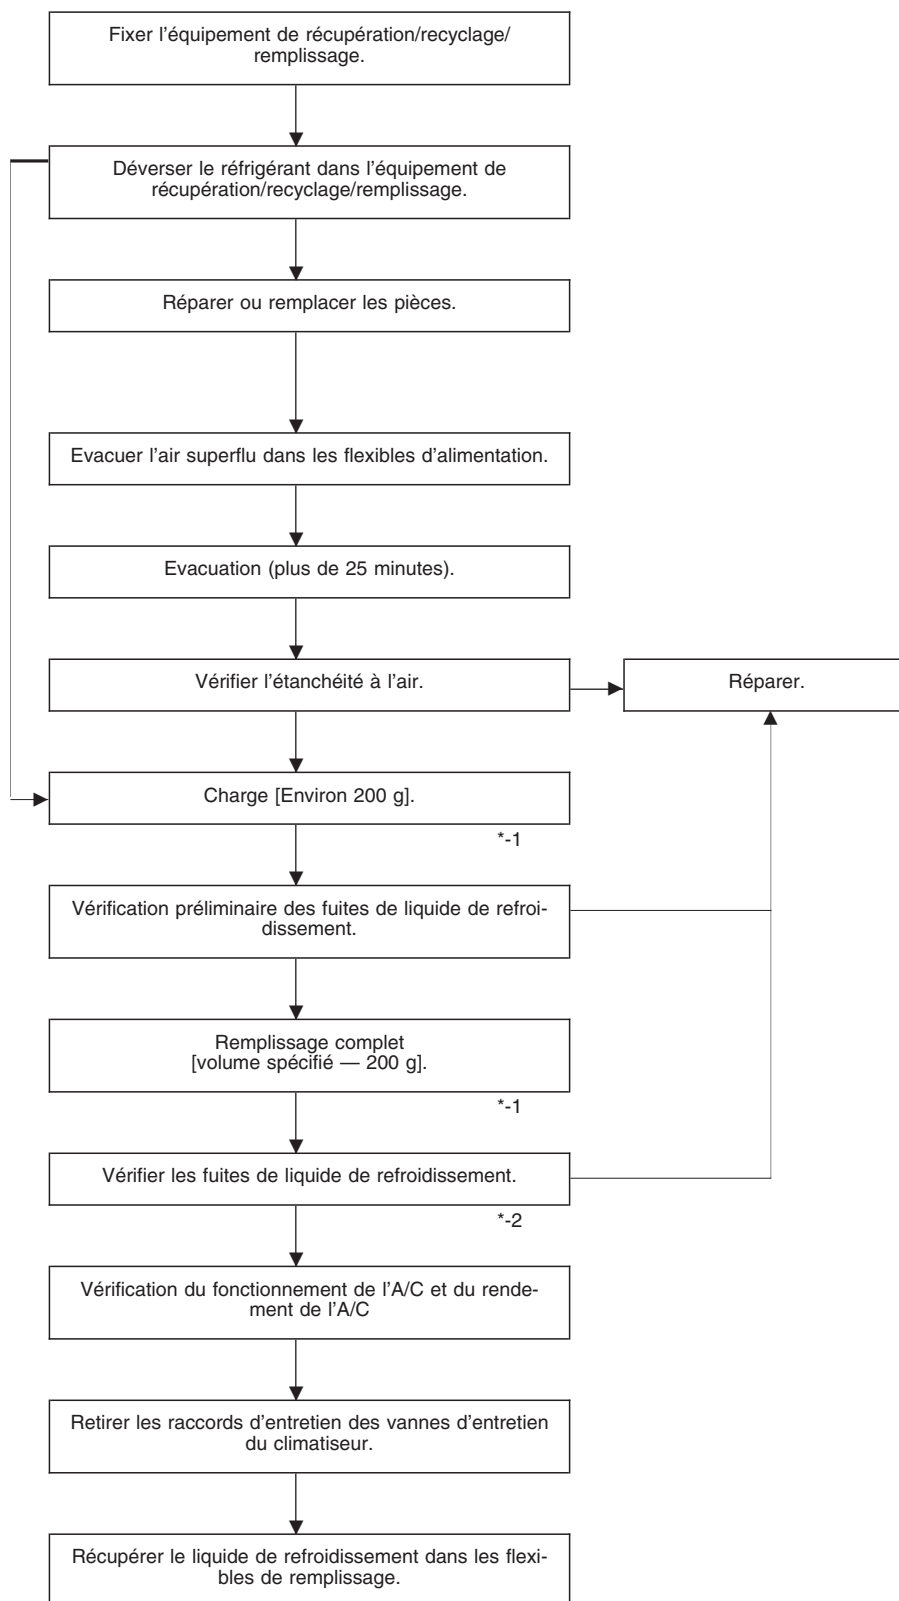 Fixer l'équipement de récupération/recyclage/
remplissage.
Déverser le réfrigérant dans l'équipement de
récupération/recyclage/remplissage.
Réparer ou remplacer les pièces.
Evacuer l'air superflu dans les flexibles d'alimentation.
Evacuation (plus de 25 minutes).
Vérifier l'étanchéité à l'air.
Réparer.
Charge [Environ 200 g].
*-1
Vérification préliminaire des fuites de liquide de refroi-
dissement.
Remplissage complet
[volume spécifié — 200 g].
*-1
Vérifier les fuites de liquide de refroidissement.
*-2
Vérification du fonctionnement de l'A/C et du rende-
ment de l'A/C
Retirer les raccords d'entretien des vannes d'entretien
du climatiseur.
Récupérer le liquide de refroidissement dans les flexi-
bles de remplissage.